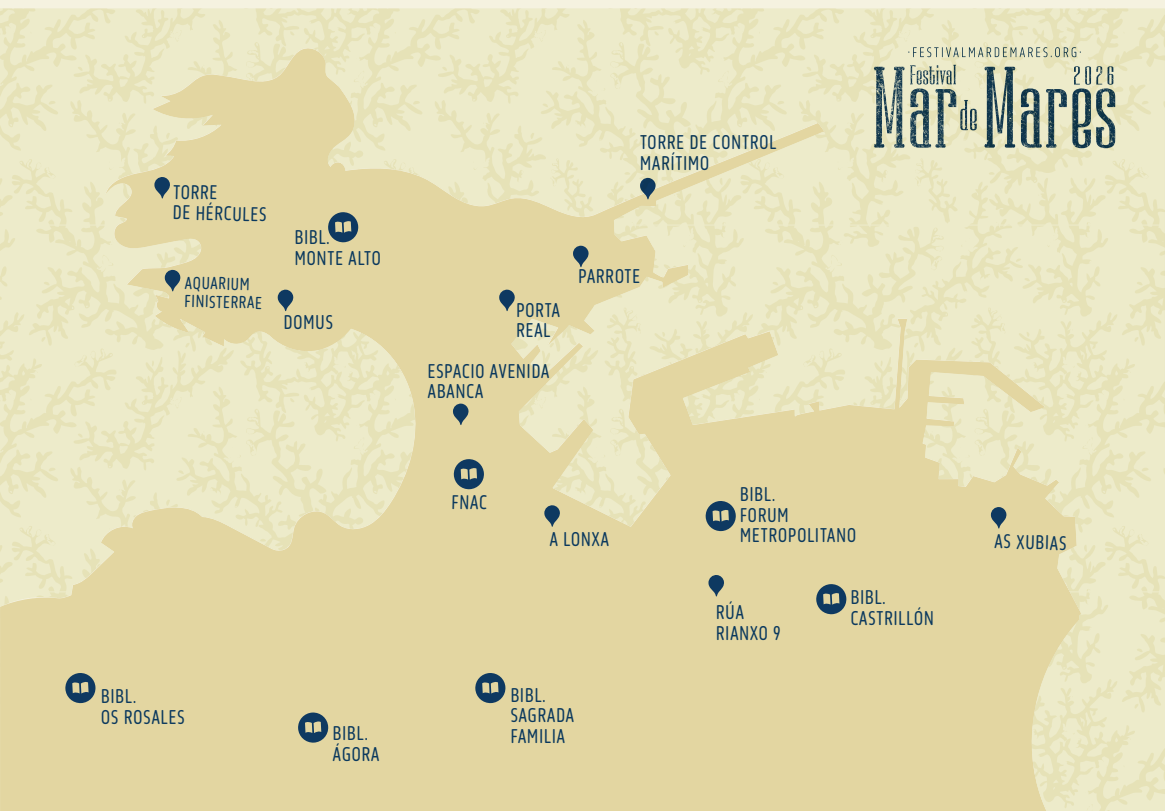 ·FESTIVALMARDEMARES.ORG·
Festival
2026
Mar de Mares
TORRE DE CONTROL
MARÍTIMO
TORRE
DE HÉRCULES
BIBL.
MONTE ALTO
PARROTE
AQUARIUM
FINISTERRAE
DOMUS
PORTA
REAL
ESPACIO AVENIDA
ABANCA
FNAC
A LONXA
BIBL.
FORUM
METROPOLITANO
AS XUBIAS
RÚA
RIANXO 9
BIBL.
CASTRILLÓN
BIBL.
OS ROSALES
BIBL.
ÁGORA
BIBL.
SAGRADA
FAMILIA